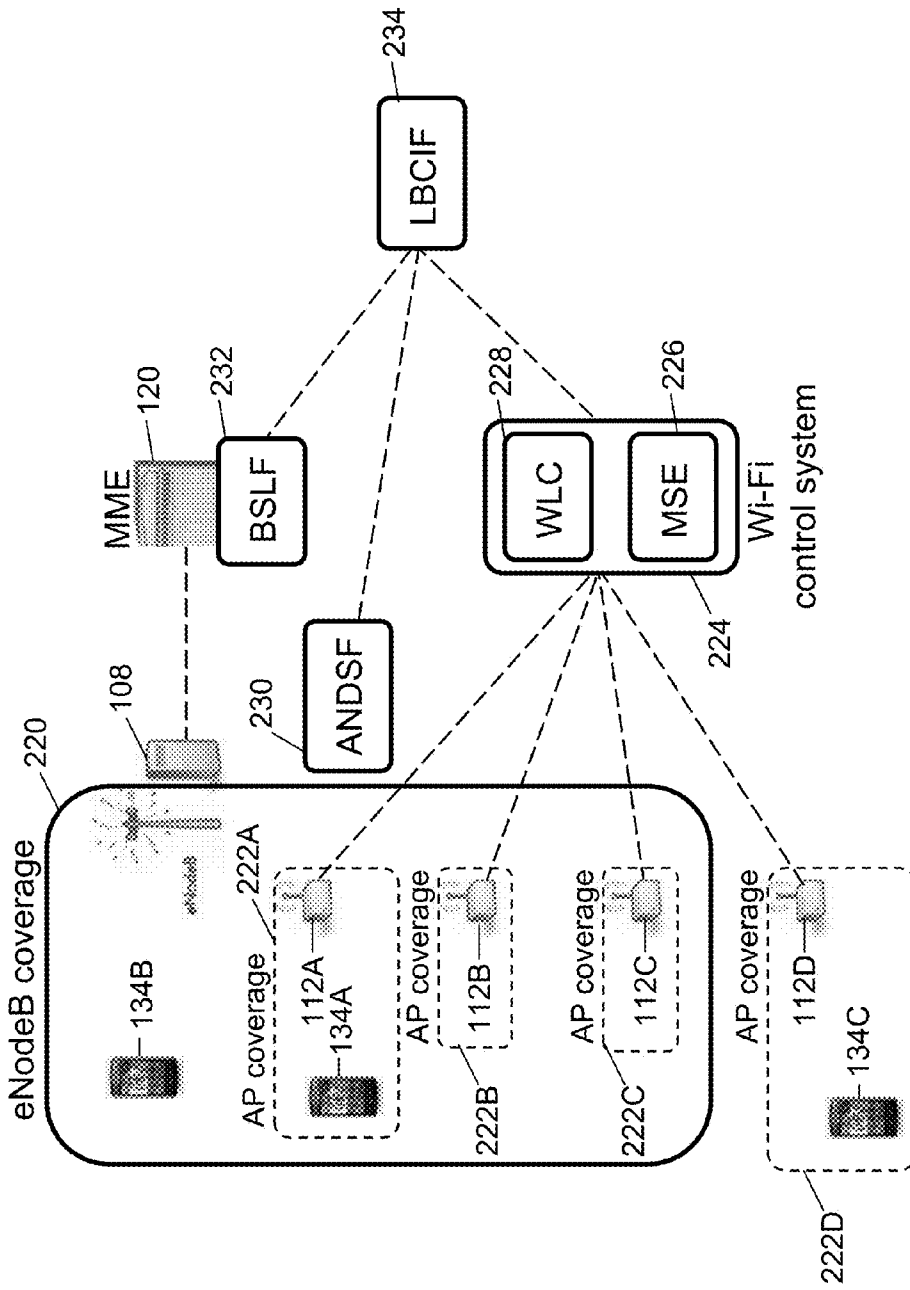 eNodeB coverage
220
MME
120
108
134B
eNodeB
232
BSLF
222A
AP coverage
230
112A
134A
ANDSF
234
LBCIF
AP coverage
112B
222B
228
WLC
AP coverage
112C
222C
226
MSE
224
Wi-Fi
control system
AP coverage
112D
222D
134C